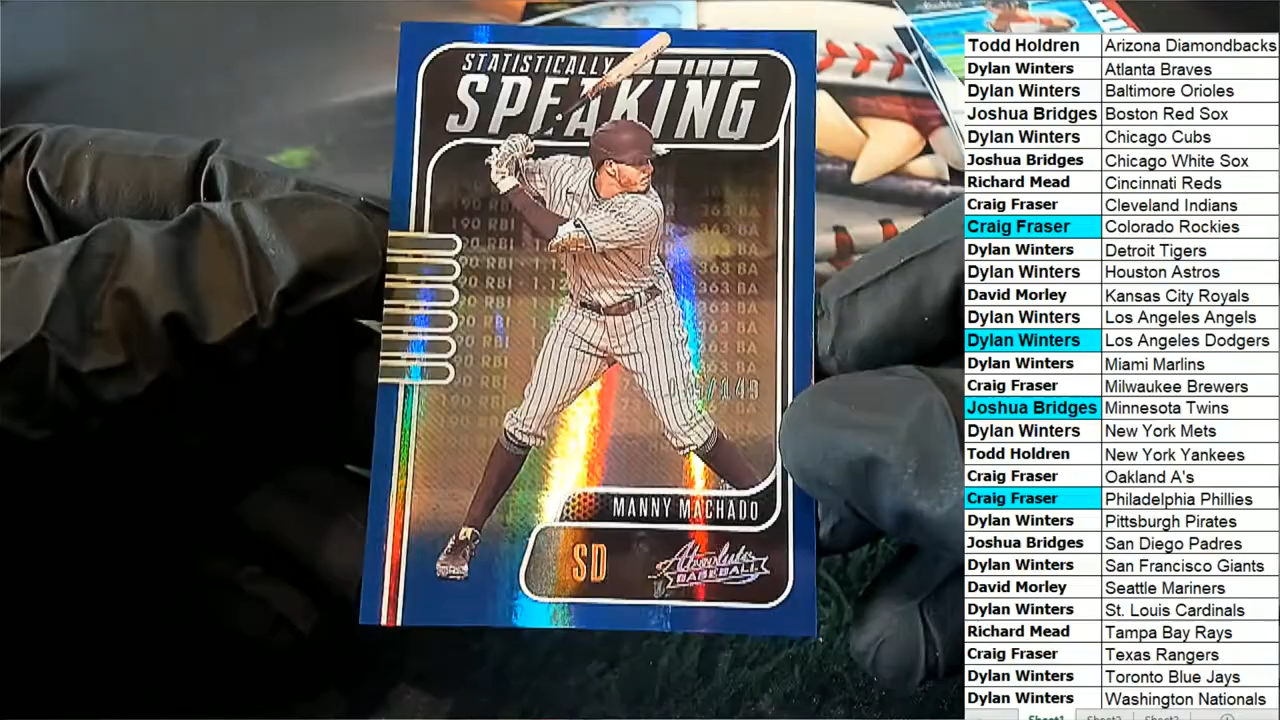 STATISTICALLY
SPEAKING
190 RBI
363 BA
/149
MANNY MACHADO
SD
Absolute
BASEBALL
Todd Holdren Arizona Diamondbacks
Dylan Winters Atlanta Braves
Dylan Winters Baltimore Orioles
Joshua Bridges Boston Red Sox
Dylan Winters Chicago Cubs
Joshua Bridges Chicago White Sox
Richard Mead Cincinnati Reds
Craig Fraser Cleveland Indians
Craig Fraser Colorado Rockies
Dylan Winters Detroit Tigers
Dylan Winters Houston Astros
David Morley Kansas City Royals
Dylan Winters Los Angeles Angels
Dylan Winters Los Angeles Dodgers
Dylan Winters Miami Marlins
Craig Fraser Milwaukee Brewers
Joshua Bridges Minnesota Twins
Dylan Winters New York Mets
Todd Holdren New York Yankees
Craig Fraser Oakland A's
Craig Fraser Philadelphia Phillies
Dylan Winters Pittsburgh Pirates
Joshua Bridges San Diego Padres
Dylan Winters San Francisco Giants
David Morley Seattle Mariners
Dylan Winters St. Louis Cardinals
Richard Mead Tampa Bay Rays
Craig Fraser Texas Rangers
Dylan Winters Toronto Blue Jays
Dylan Winters Washington Nationals